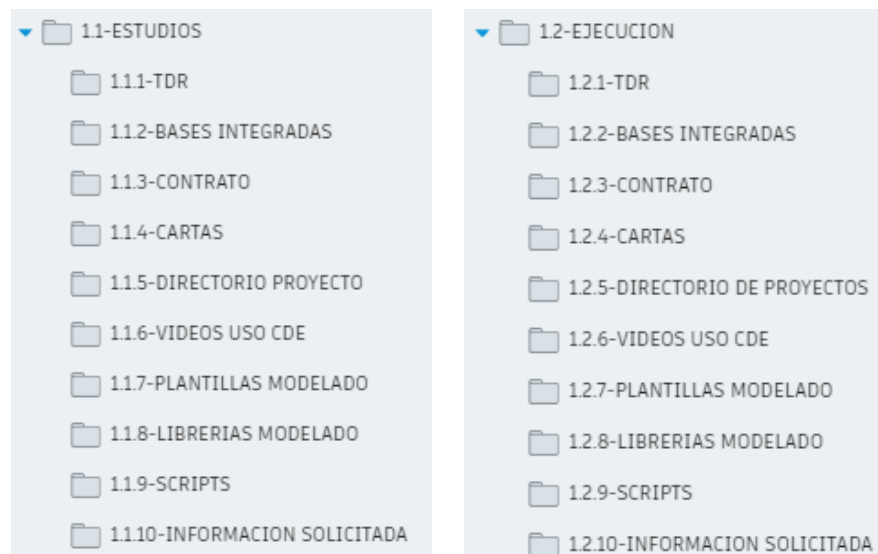 1.1-ESTUDIOS
1.1.1-TDR
1.1.2-BASES INTEGRADAS
1.1.3-CONTRATO
1.1.4-CARTAS
1.1.5-DIRECTORIO PROYECTO
1.1.6-VIDEOS USO CDE
1.1.7-PLANTILLAS MODELADO
1.1.8-LIBRERIAS MODELADO
1.1.9-SCRIPTS
1.1.10-INFORMACION SOLICITADA
1.2-EJECUCION
1.2.1-TDR
1.2.2-BASES INTEGRADAS
1.2.3-CONTRATO
1.2.4-CARTAS
1.2.5-DIRECTORIO DE PROYECTOS
1.2.6-VIDEOS USO CDE
1.2.7-PLANTILLAS MODELADO
1.2.8-LIBRERIAS MODELADO
1.2.9-SCRIPTS
1.2.10-INFORMACION SOLICITADA